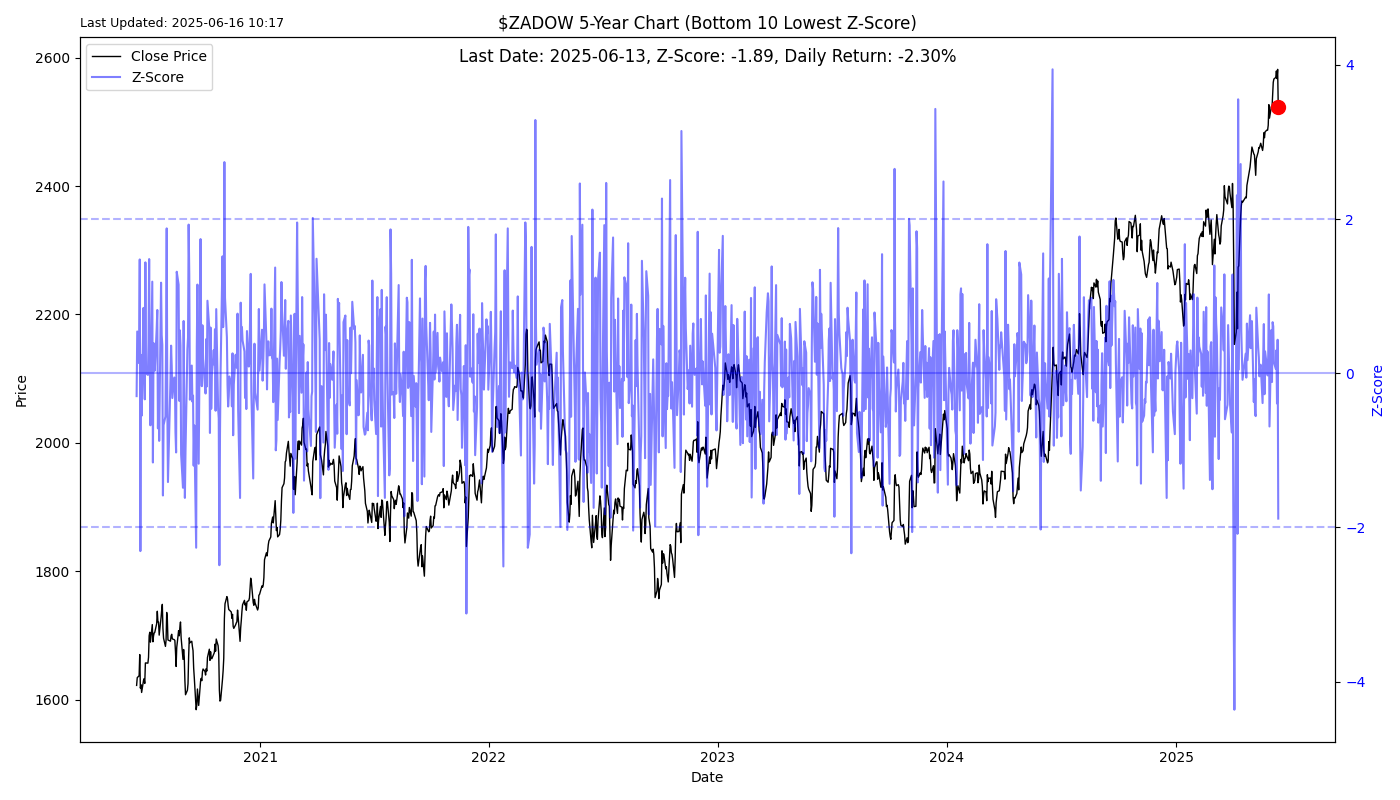 Last Updated: 2025-06-16 10:17
$ZADOW 5-Year Chart (Bottom 10 Lowest Z-Score)
Last Date: 2025-06-13, Z-Score: -1.89, Daily Return: -2.30%
Close Price
Z-Score
2600
2400
2200
2000
1800
1600
Price
4
2
0
−2
−4
Z-Score
2021
2022
2023
2024
2025
Date